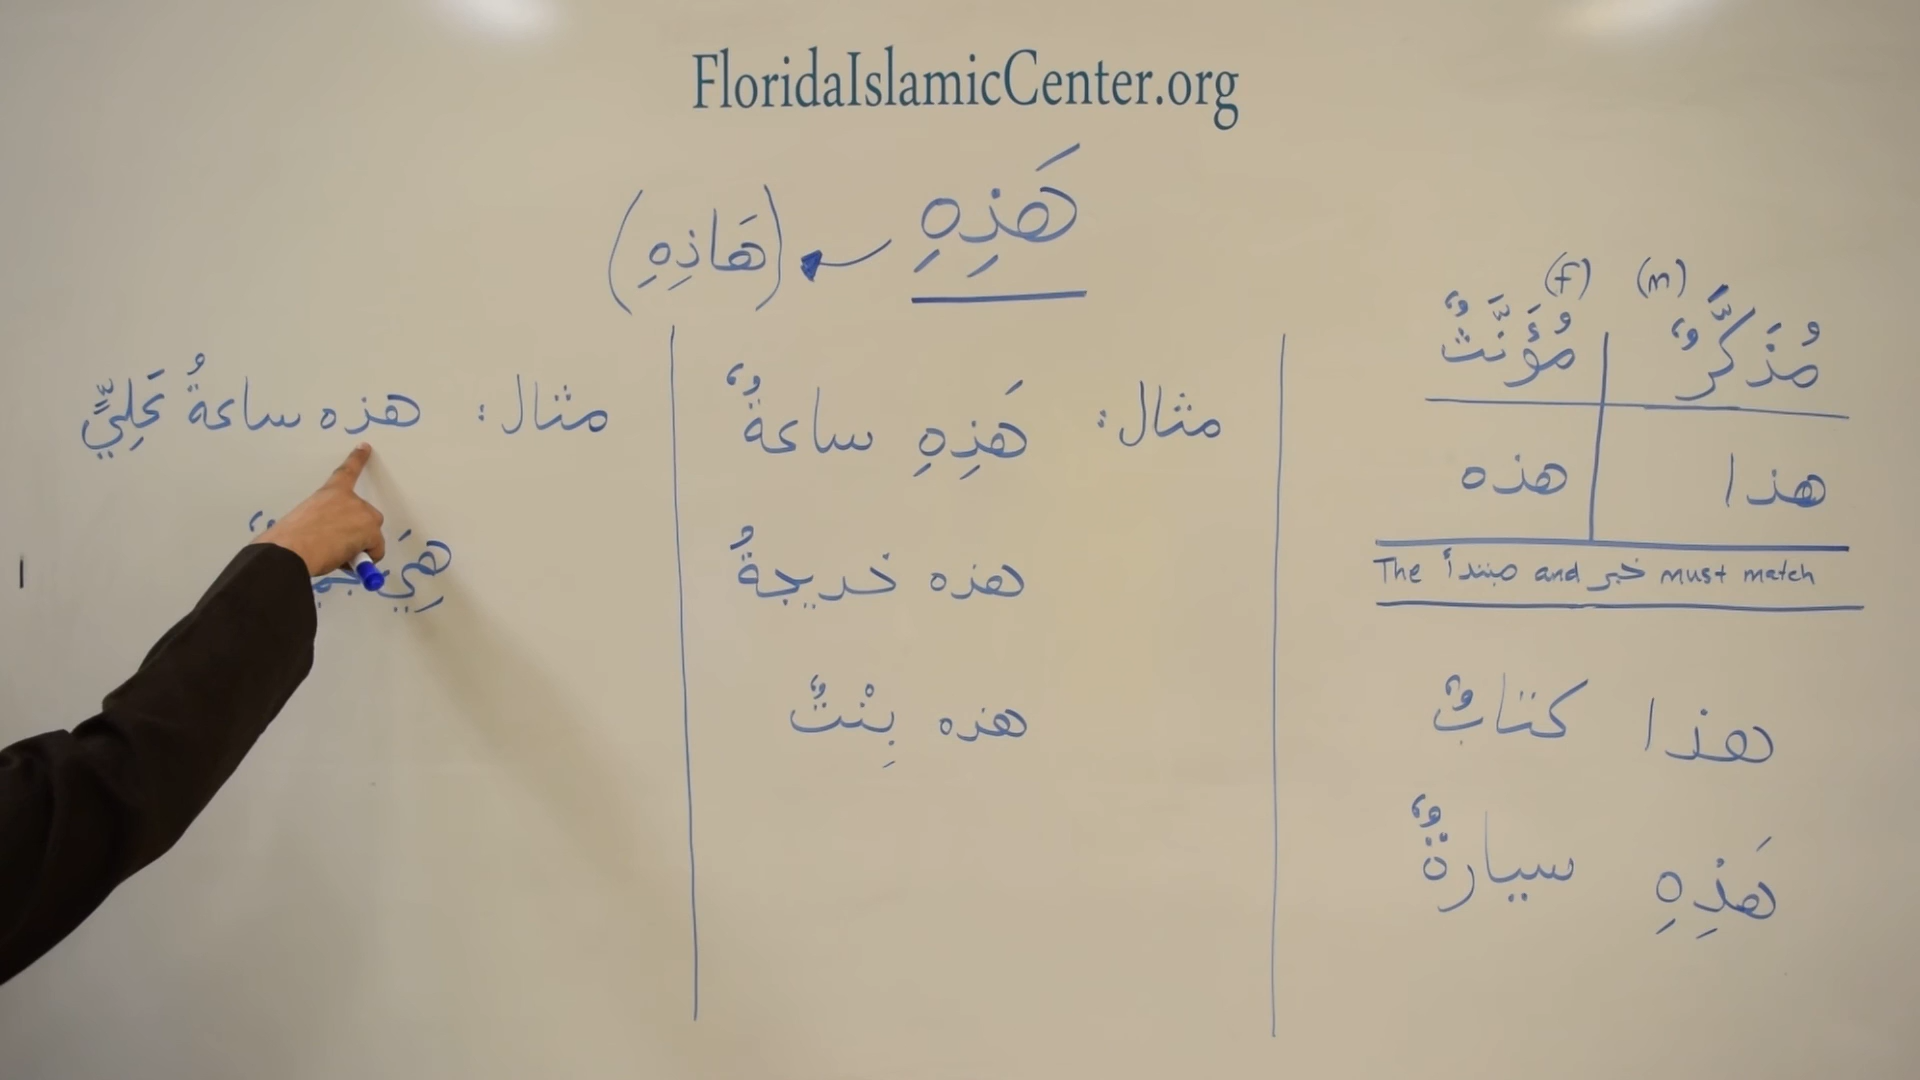 FloridaIslamicCenter.org
هَذِهِ
(هَاذِهِ)
(m) (f)
مُذَكَّرٌ مُؤَنَّثٌ
هذا هذه
The مبتدأ and خبر must match
هذا كتابٌ
هَذِهِ سيارةٌ
مثال: هَذِهِ ساعةٌ
هذه خديجةُ
هذه بِنْتٌ
مثال: هذه ساعةُ عَلِيٍّ
هِيَ